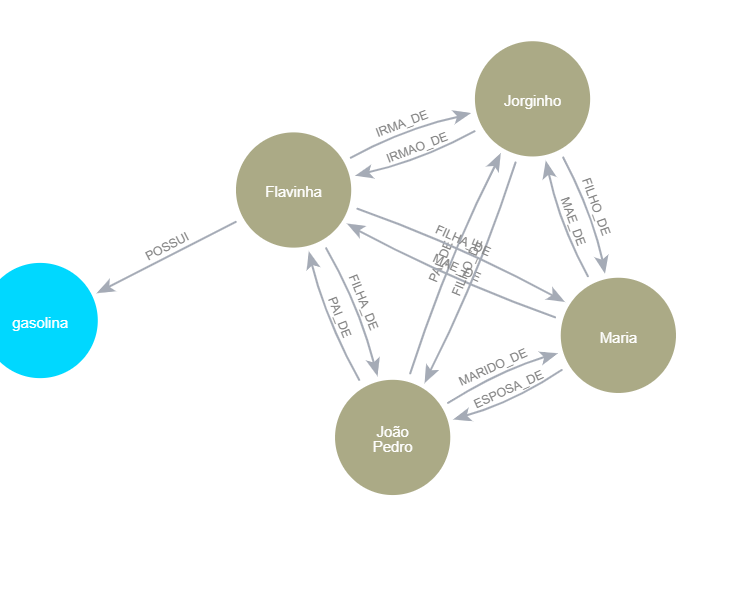 Jorginho
IRMA_DE
IRMAO_DE
Flavinha
FILHO_DE
MAE_DE
POSSUI
FILHA_DE
MAE_DE
PAI_DE
FILHO_DE
gasolina
FILHA_DE
PAI_DE
Maria
MARIDO_DE
ESPOSA_DE
João
Pedro